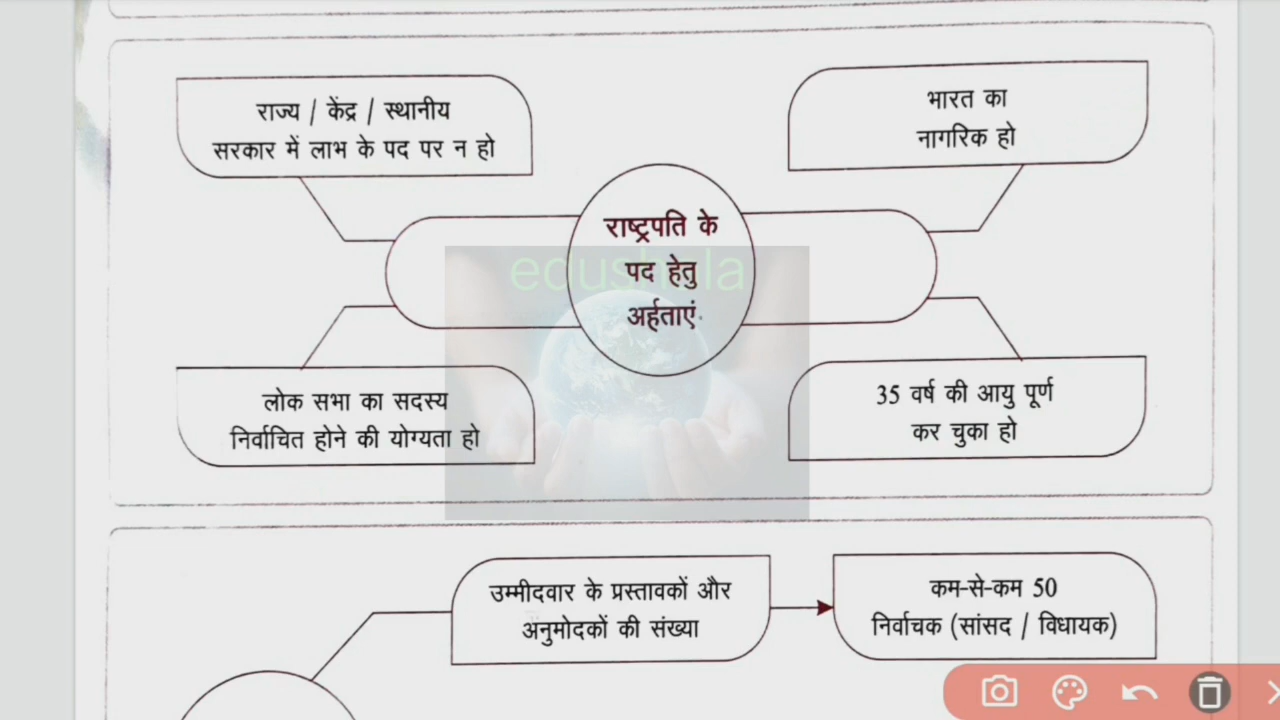 राज्य / केंद्र / स्थानीय
सरकार में लाभ के पद पर न हो
भारत का
नागरिक हो
राष्ट्रपति के
पद हेतु
अर्हताएं
edushala
लोक सभा का सदस्य
निर्वाचित होने की योग्यता हो
35 वर्ष की आयु पूर्ण
कर चुका हो
उम्मीदवार के प्रस्तावकों और
अनुमोदकों की संख्या
कम-से-कम 50
निर्वाचक (सांसद / विधायक)